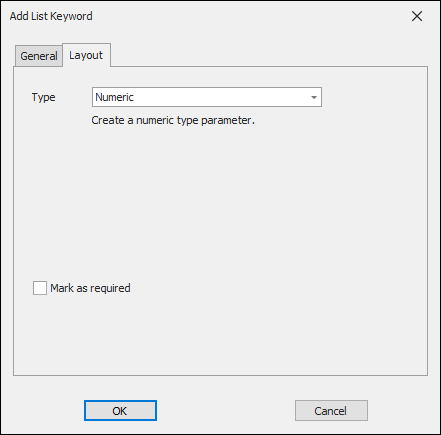 Add List Keyword
General Layout
Type Numeric
Create a numeric type parameter.
Mark as required
OK Cancel